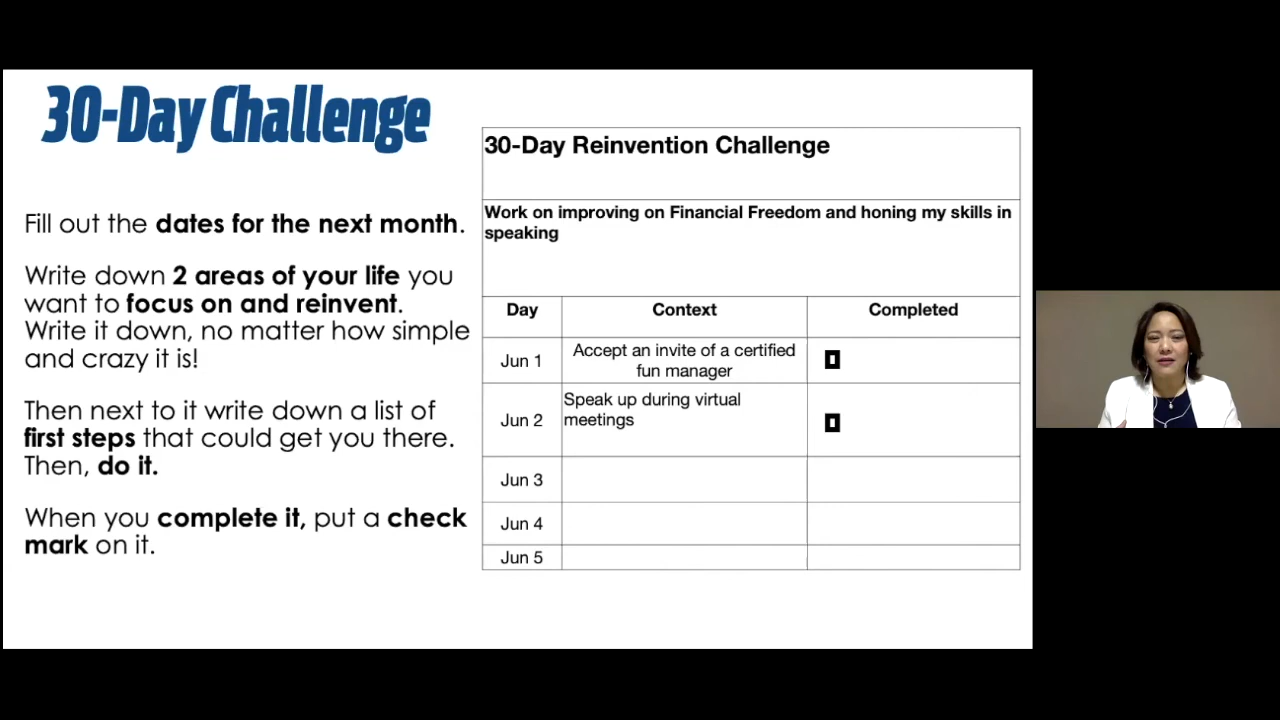 30-Day Challenge
Fill out the dates for the next month.
Write down 2 areas of your life you
want to focus on and reinvent.
Write it down, no matter how simple
and crazy it is!
Then next to it write down a list of
first steps that could get you there.
Then, do it.
When you complete it, put a check
mark on it.
30-Day Reinvention Challenge
Work on improving on Financial Freedom and honing my skills in
speaking
Day Context Completed
Jun 1 Accept an invite of a certified
fun manager
Jun 2 Speak up during virtual
meetings
Jun 3
Jun 4
Jun 5